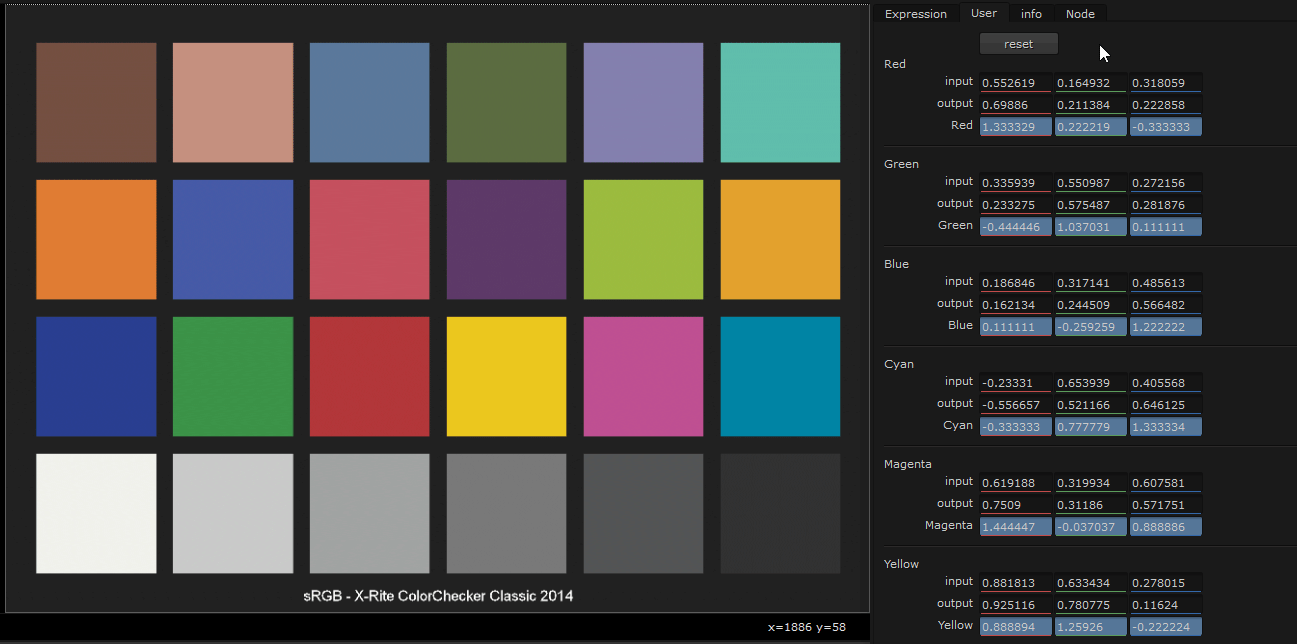 Expression User info Node
reset
Red
input 0.552619 0.164932 0.318059
output 0.69886 0.211384 0.222858
Red 1.333329 0.222219 -0.333333
Green
input 0.335939 0.550987 0.272156
output 0.233275 0.575487 0.281876
Green -0.444446 1.037031 0.111111
Blue
input 0.186846 0.317141 0.485613
output 0.162134 0.244509 0.566482
Blue 0.111111 -0.259259 1.222222
Cyan
input -0.23331 0.653939 0.405568
output -0.556657 0.521166 0.646125
Cyan -0.333333 0.777779 1.333334
Magenta
input 0.619188 0.319934 0.607581
output 0.7509 0.31186 0.571751
Magenta 1.444447 -0.037037 0.888886
Yellow
input 0.881813 0.633434 0.278015
output 0.925116 0.780775 0.11624
Yellow 0.888894 1.25926 -0.222224
sRGB - X-Rite ColorChecker Classic 2014
x=1886 y=58